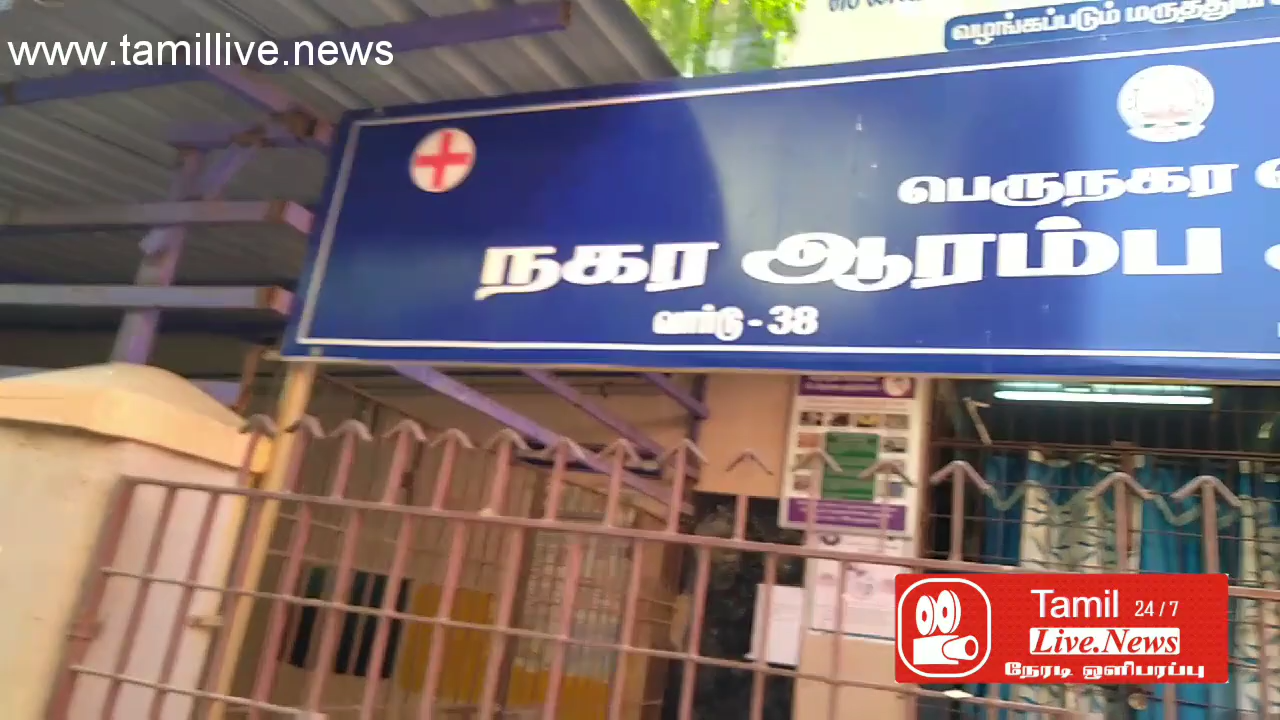 www.tamillive.news
வழங்கப்படும் மருத்துவ
பெருநகர
நகர ஆரம்ப
வார்டு - 38
Tamil 24/7
Live.News
நேரடி ஒளிபரப்பு